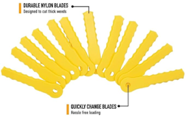 DURABLE NYLON BLADES
Designed to cut thick weeds
QUICKLY CHANGE BLADES
Hassle free loading